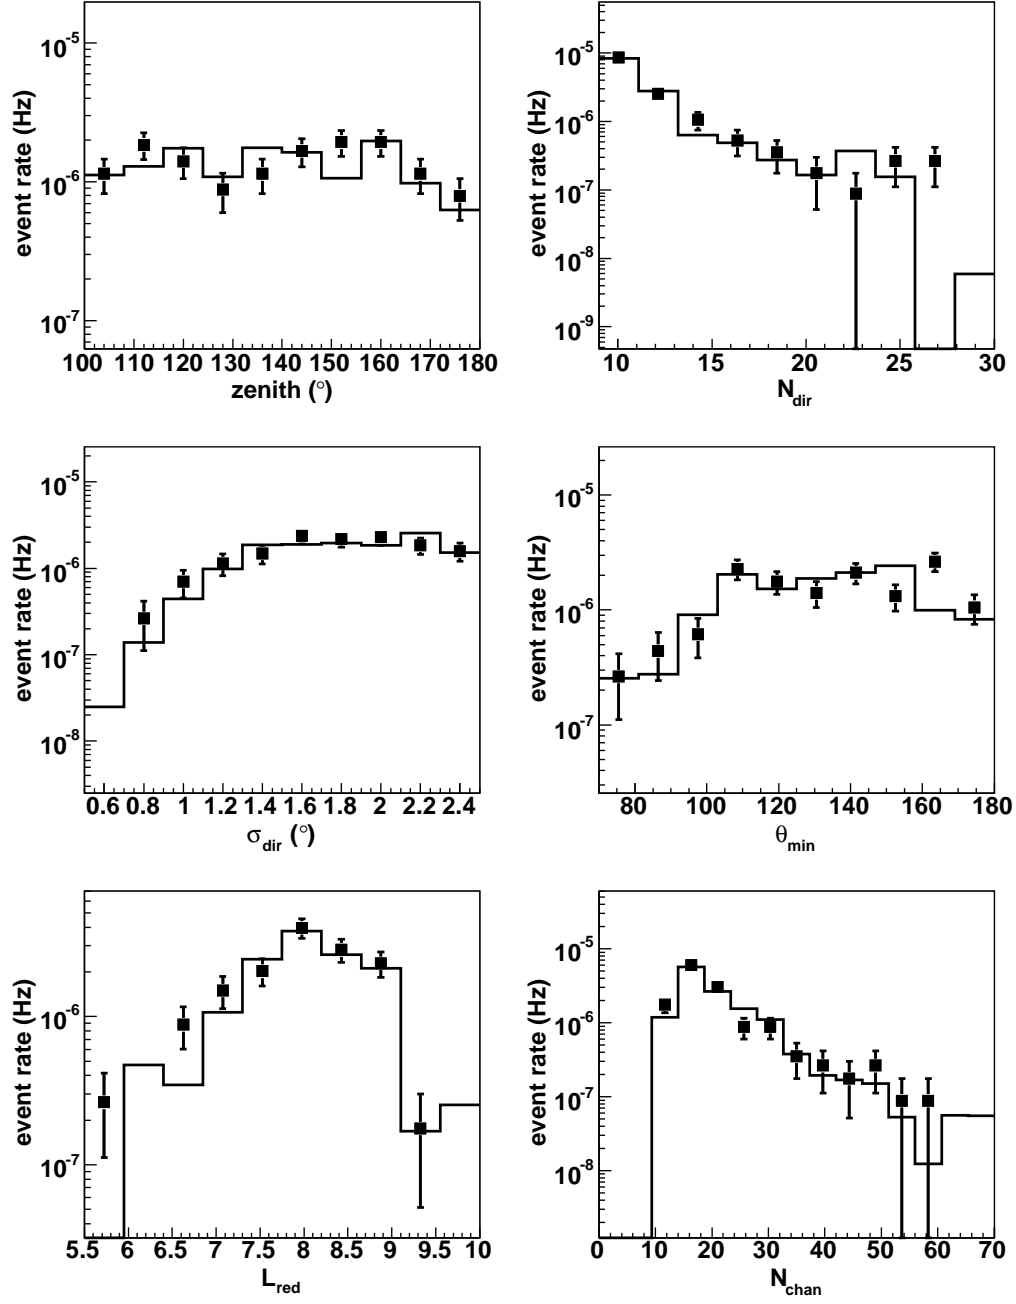 event rate (Hz)
10^-5
10^-6
10^-7
100 110 120 130 140 150 160 170 180
zenith (°)
event rate (Hz)
10^-5
10^-6
10^-7
10^-8
10^-9
10 15 20 25 30
N_dir
event rate (Hz)
10^-5
10^-6
10^-7
10^-8
0.6 0.8 1 1.2 1.4 1.6 1.8 2 2.2 2.4
σ_dir (°)
event rate (Hz)
10^-5
10^-6
10^-7
80 100 120 140 160 180
θ_min
event rate (Hz)
10^-6
10^-7
5.5 6 6.5 7 7.5 8 8.5 9 9.5 10
L_red
event rate (Hz)
10^-5
10^-6
10^-7
10^-8
0 10 20 30 40 50 60 70
N_chan